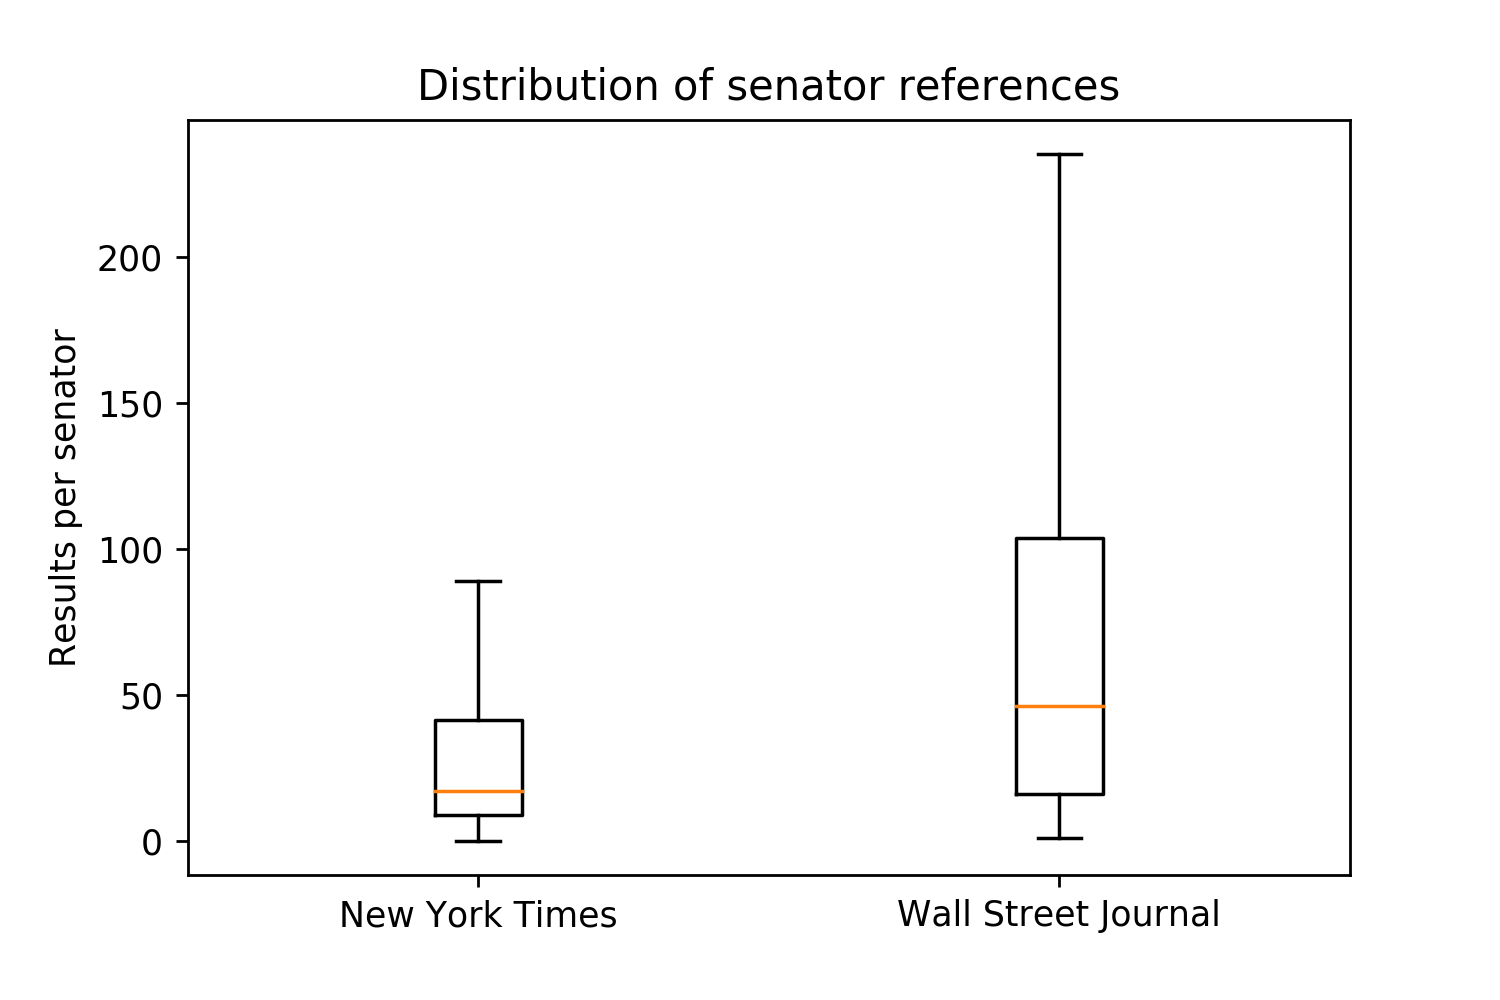 Distribution of senator references
Results per senator
200
150
100
50
0
New York Times
Wall Street Journal